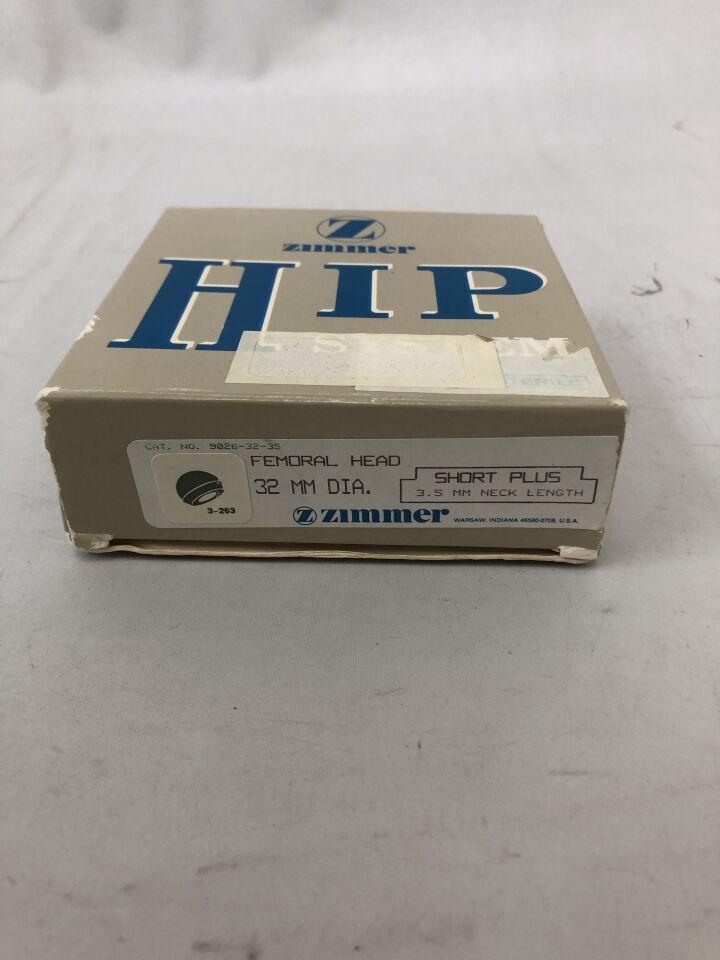 Z
zimmer
HIP
STERILE
CAT. NO. 9026-32-35
FEMORAL HEAD
32 MM DIA.
SHORT PLUS
3.5 MM NECK LENGTH
3-263
Z zimmer
WARSAW, INDIANA 46580-0708, U.S.A.